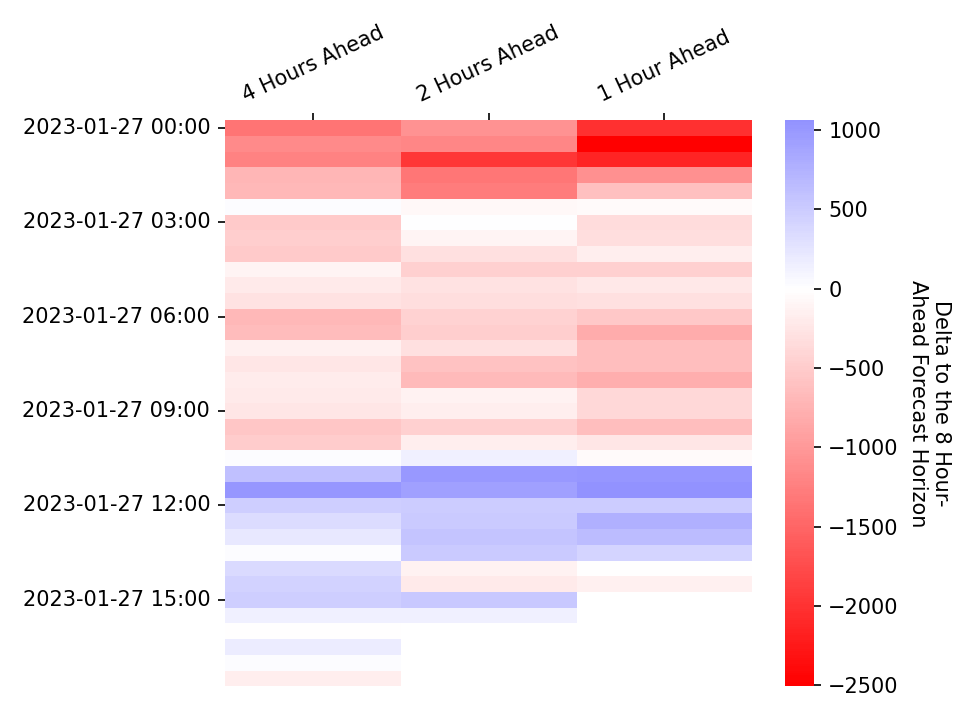 4 Hours Ahead
2 Hours Ahead
1 Hour Ahead
2023-01-27 00:00
2023-01-27 03:00
2023-01-27 06:00
2023-01-27 09:00
2023-01-27 12:00
2023-01-27 15:00
1000
500
0
−500
−1000
−1500
−2000
−2500
Delta to the 8 Hour-
Ahead Forecast Horizon